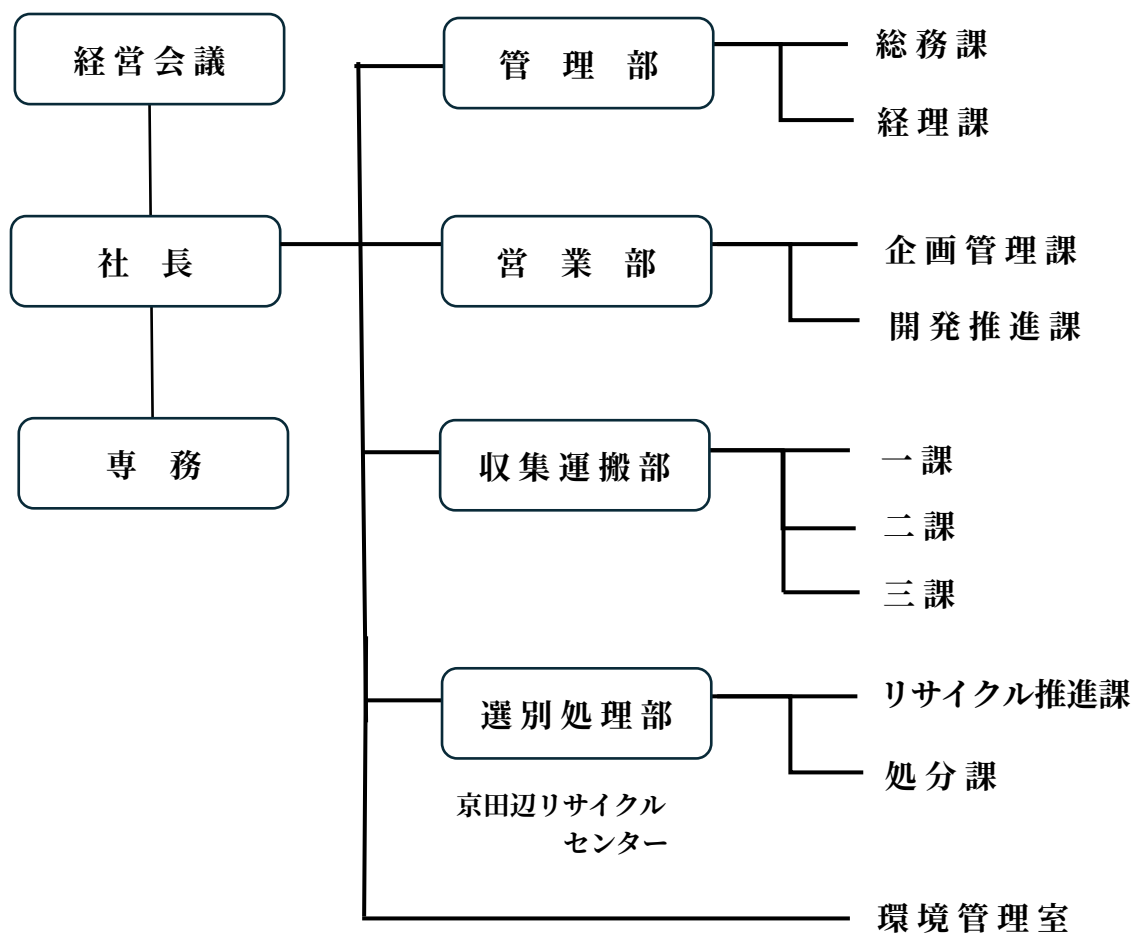 経営会議
社長
専務
管理部
総務課
経理課
営業部
企画管理課
開発推進課
収集運搬部
一課
二課
三課
選別処理部
京田辺リサイクル
センター
リサイクル推進課
処分課
環境管理室